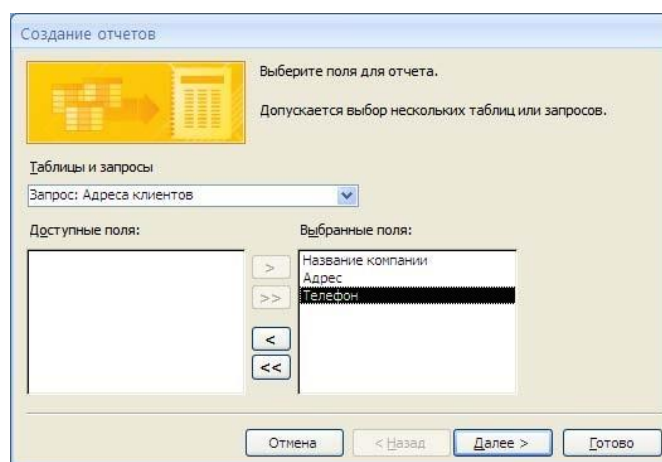 Создание отчетов
Выберите поля для отчета.
Допускается выбор нескольких таблиц или запросов.
Таблицы и запросы
Запрос: Адреса клиентов
Доступные поля:
Выбранные поля:
Название компании
Адрес
Телефон
>
>>
<
<<
Отмена
< Назад
Далее >
Готово